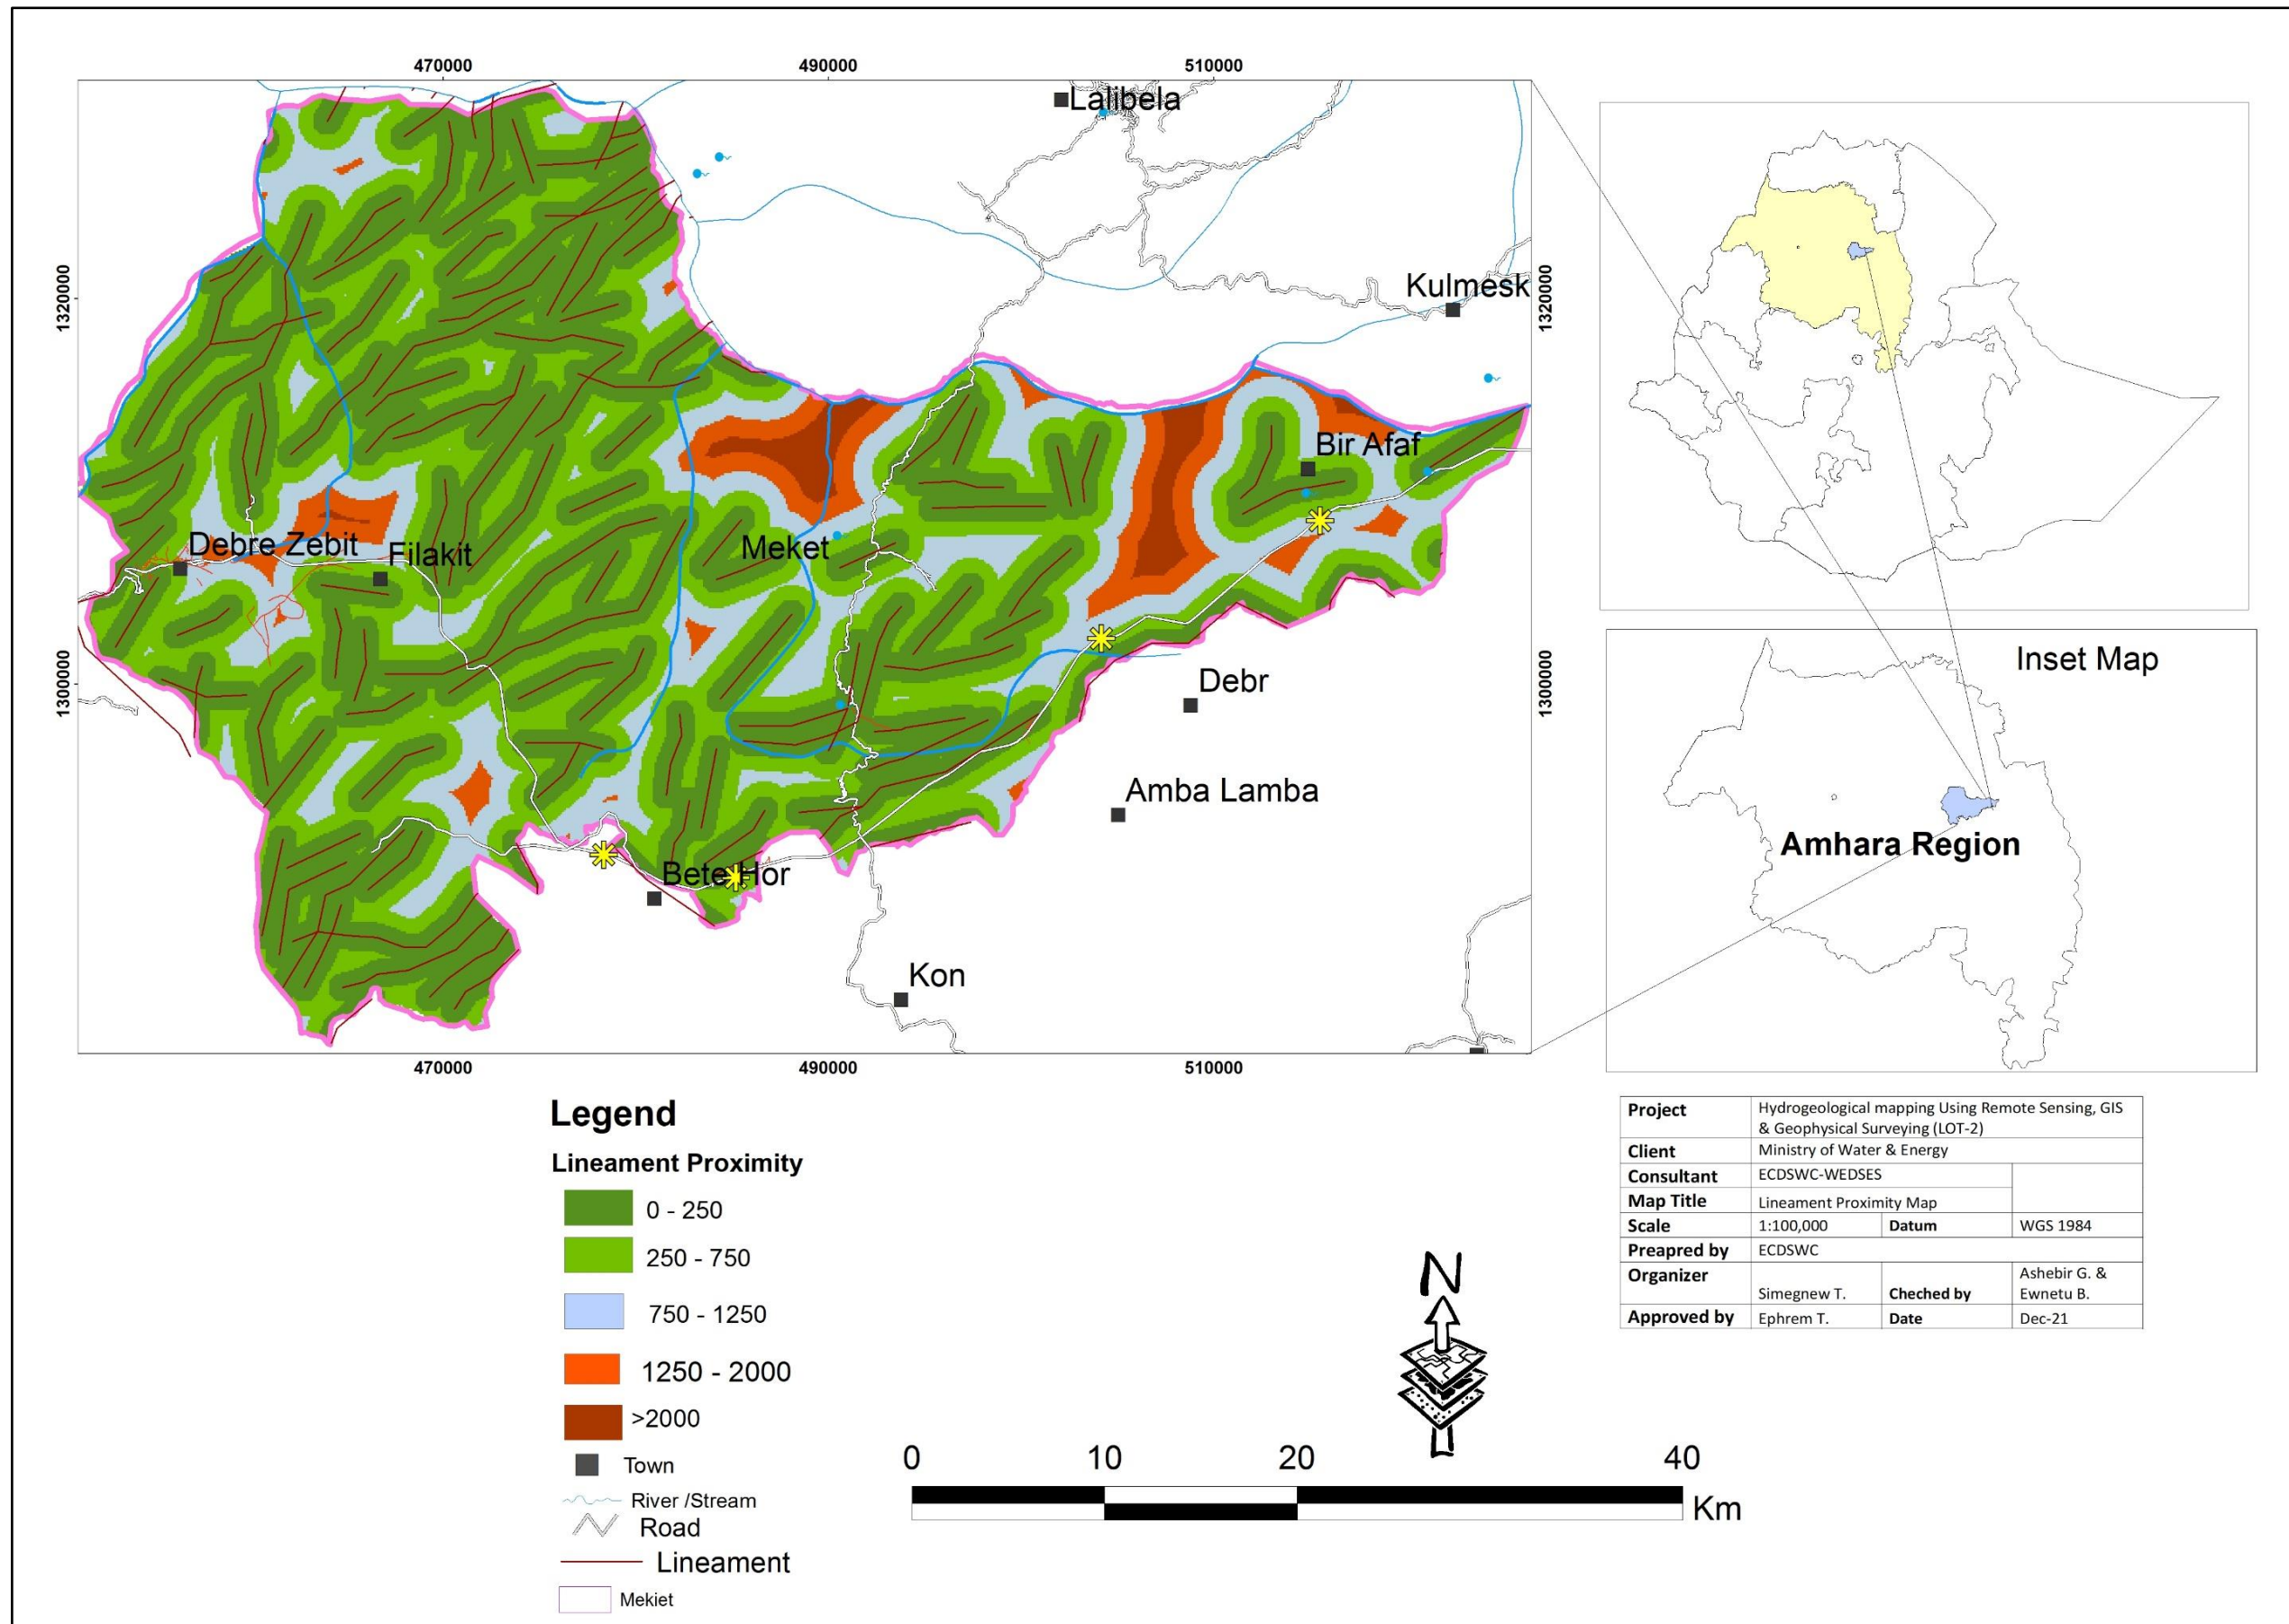 470000
490000
510000
Lalibela
Kulmesk
1320000
1320000
Bir Afaf
Debre Zebit
Filakit
Meket
1300000
1300000
Debr
Amba Lamba
Bete Hor
Kon
470000
490000
510000
Inset Map
Amhara Region
Legend
Lineament Proximity
0 - 250
250 - 750
750 - 1250
1250 - 2000
>2000
Town
River /Stream
Road
Lineament
Mekiet
N
0 10 20 40
Km
Project Hydrogeological mapping Using Remote Sensing, GIS
& Geophysical Surveying (LOT-2)
Client Ministry of Water & Energy
Consultant ECDSWC-WEDSES
Map Title Lineament Proximity Map
Scale 1:100,000 Datum WGS 1984
Preapred by ECDSWC
Organizer Simegnew T. Cheched by Ashebir G. &
Ewnetu B.
Approved by Ephrem T. Date Dec-21